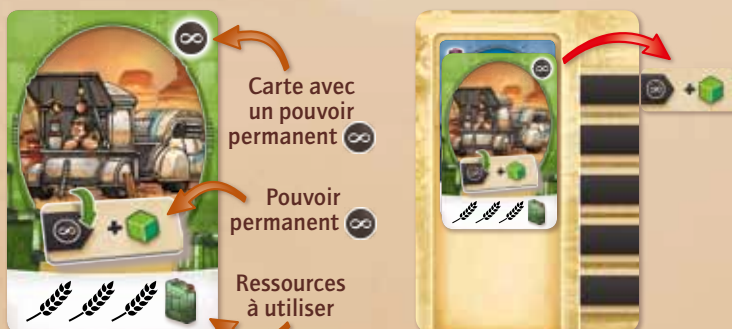 Carte avec
un pouvoir
permanent ∞
Pouvoir
permanent ∞
Ressources
à utiliser